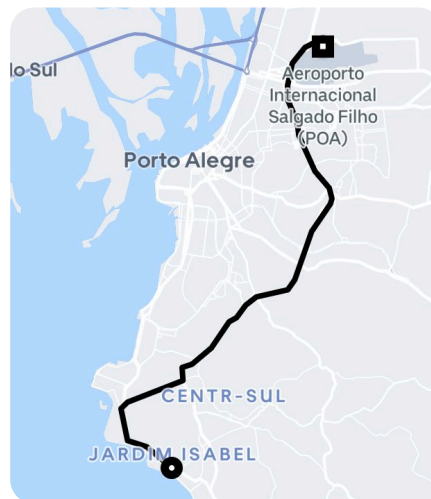 lo Sul
Aeroporto
Internacional
Salgado Filho
(POA)
Porto Alegre
CENTR-SUL
JARDIM ISABEL